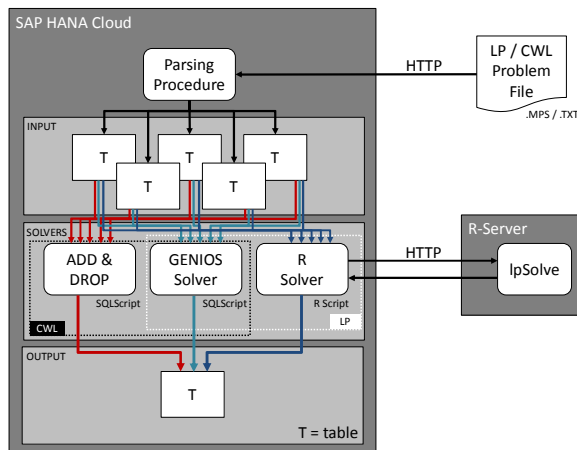 SAP HANA Cloud
Parsing
Procedure
HTTP
LP / CWL
Problem
File
.MPS / .TXT
INPUT
T
T
T
T
T
SOLVERS
ADD &
DROP
SQLScript
GENIOS
Solver
SQLScript
R
Solver
R Script
CWL
LP
HTTP
R-Server
lpSolve
OUTPUT
T
T = table